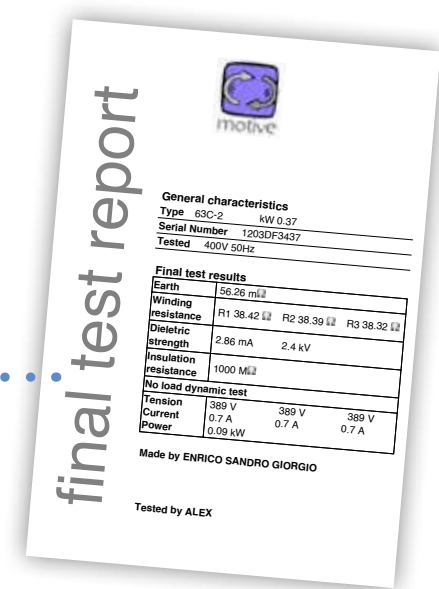 final test report
motive
General characteristics
Type 63C-2 kW 0.37
Serial Number 1203DF3437
Tested 400V 50Hz
Final test results
Earth 56.26 mΩ
Winding resistance R1 38.42 Ω R2 38.39 Ω R3 38.32 Ω
Dieletric strength 2.86 mA 2.4 kV
Insulation resistance 1000 MΩ
No load dynamic test
Tension 389 V 389 V 389 V
Current 0.7 A 0.7 A 0.7 A
Power 0.09 kW
Made by ENRICO SANDRO GIORGIO
Tested by ALEX